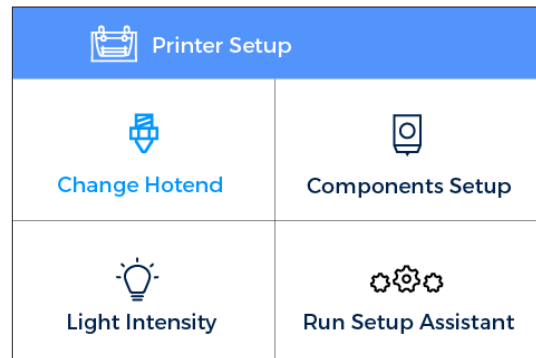 Printer Setup
Change Hotend
Components Setup
Light Intensity
Run Setup Assistant